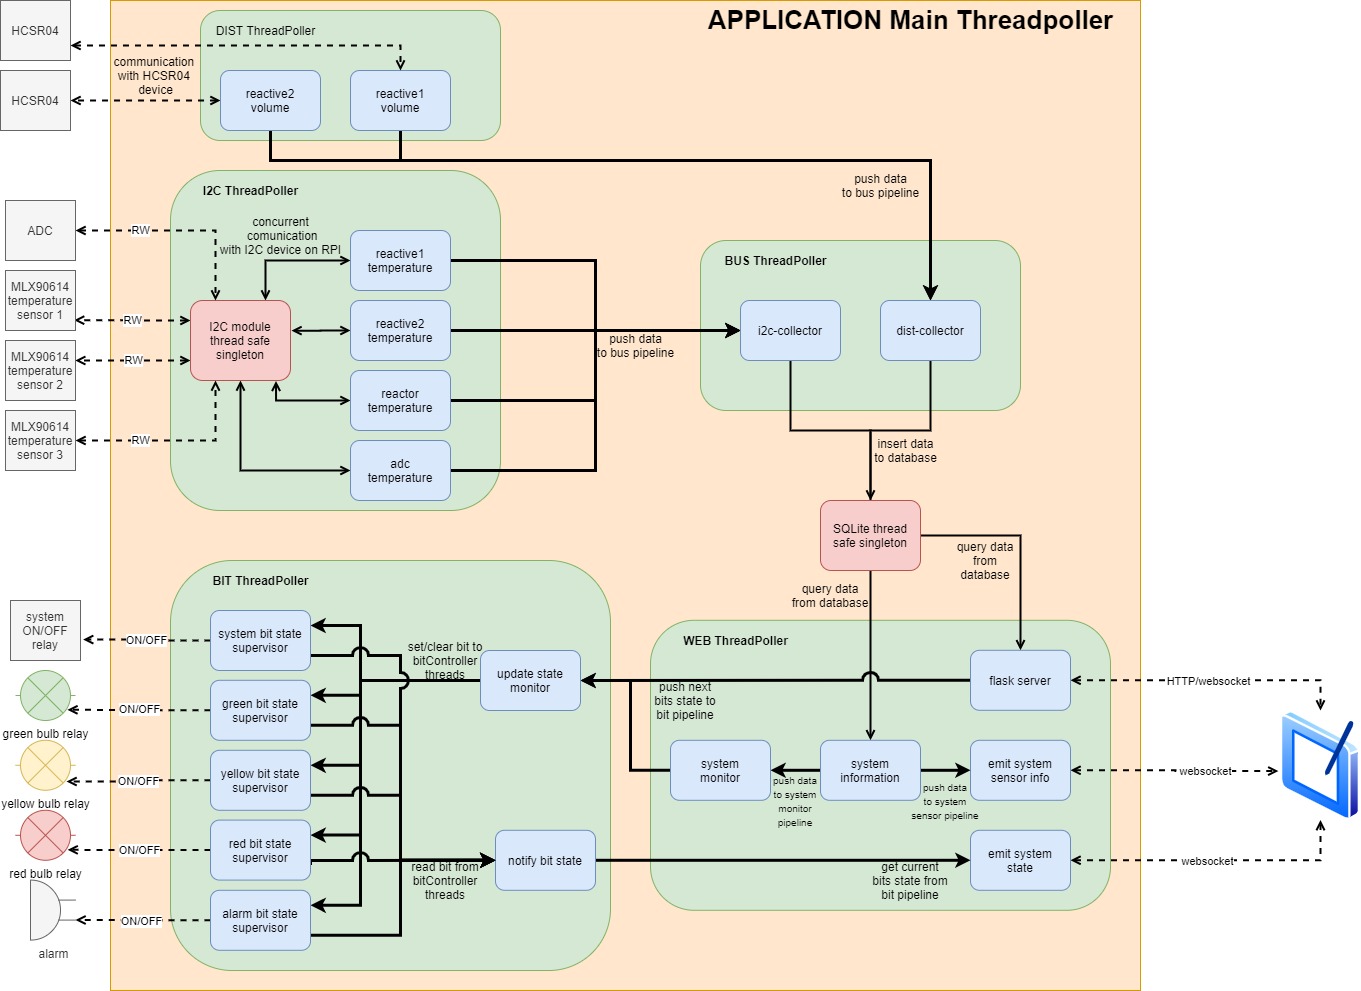 APPLICATION Main Threadpoller
HCSR04
HCSR04
communication
with HCSR04
device
DIST ThreadPoller
reactive2
volume
reactive1
volume
push data
to bus pipeline
I2C ThreadPoller
ADC
RW
MLX90614
temperature
sensor 1
RW
MLX90614
temperature
sensor 2
RW
MLX90614
temperature
sensor 3
RW
concurrent
comunication
with I2C device on RPI
I2C module
thread safe
singleton
reactive1
temperature
reactive2
temperature
reactor
temperature
adc
temperature
push data
to bus pipeline
BUS ThreadPoller
i2c-collector
dist-collector
insert data
to database
SQLite thread
safe singleton
query data
from
database
query data
from database
BIT ThreadPoller
system
ON/OFF
relay
ON/OFF
green bulb relay
ON/OFF
yellow bulb relay
ON/OFF
red bulb relay
ON/OFF
alarm
ON/OFF
system bit state
supervisor
green bit state
supervisor
yellow bit state
supervisor
red bit state
supervisor
alarm bit state
supervisor
set/clear bit to
bitController
threads
update state
monitor
read bit from
bitController
threads
notify bit state
WEB ThreadPoller
push next
bits state to
bit pipeline
flask server
HTTP/websocket
system
monitor
push data
to system
monitor
pipeline
system
information
push data
to system
sensor pipeline
emit system
sensor info
websocket
get current
bits state from
bit pipeline
emit system
state
websocket